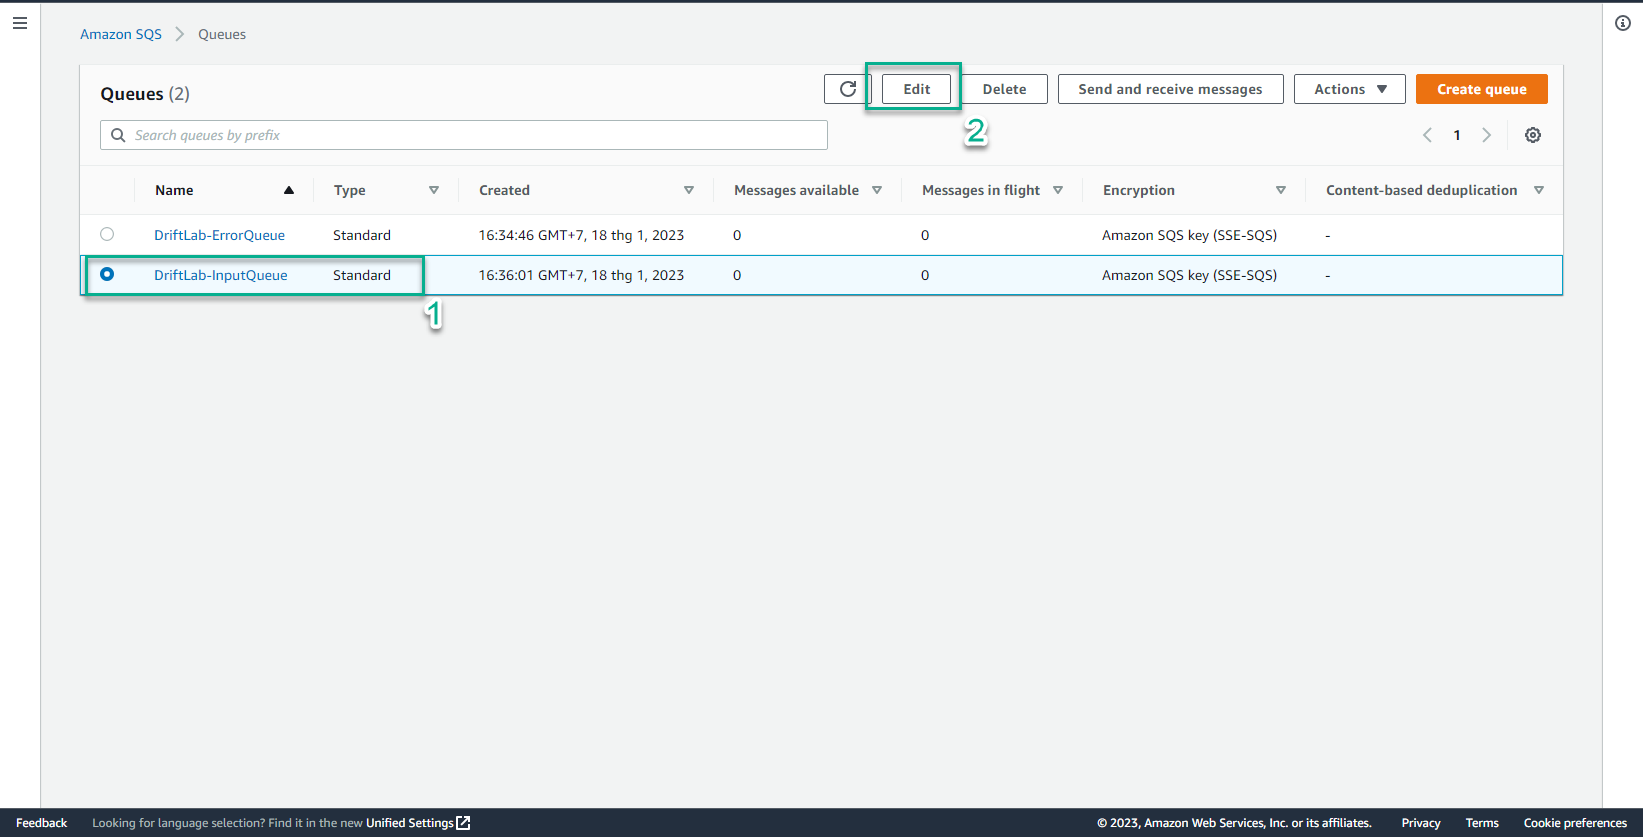 Amazon SQS > Queues
Queues (2)
Edit
Delete
Send and receive messages
Actions
Create queue
2
Search queues by prefix
1
Name Type Created Messages available Messages in flight Encryption Content-based deduplication
DriftLab-ErrorQueue Standard 16:34:46 GMT+7, 18 thg 1, 2023 0 0 Amazon SQS key (SSE-SQS) -
DriftLab-InputQueue Standard 16:36:01 GMT+7, 18 thg 1, 2023 0 0 Amazon SQS key (SSE-SQS) -
1
Feedback Looking for language selection? Find it in the new Unified Settings © 2023, Amazon Web Services, Inc. or its affiliates. Privacy Terms Cookie preferences